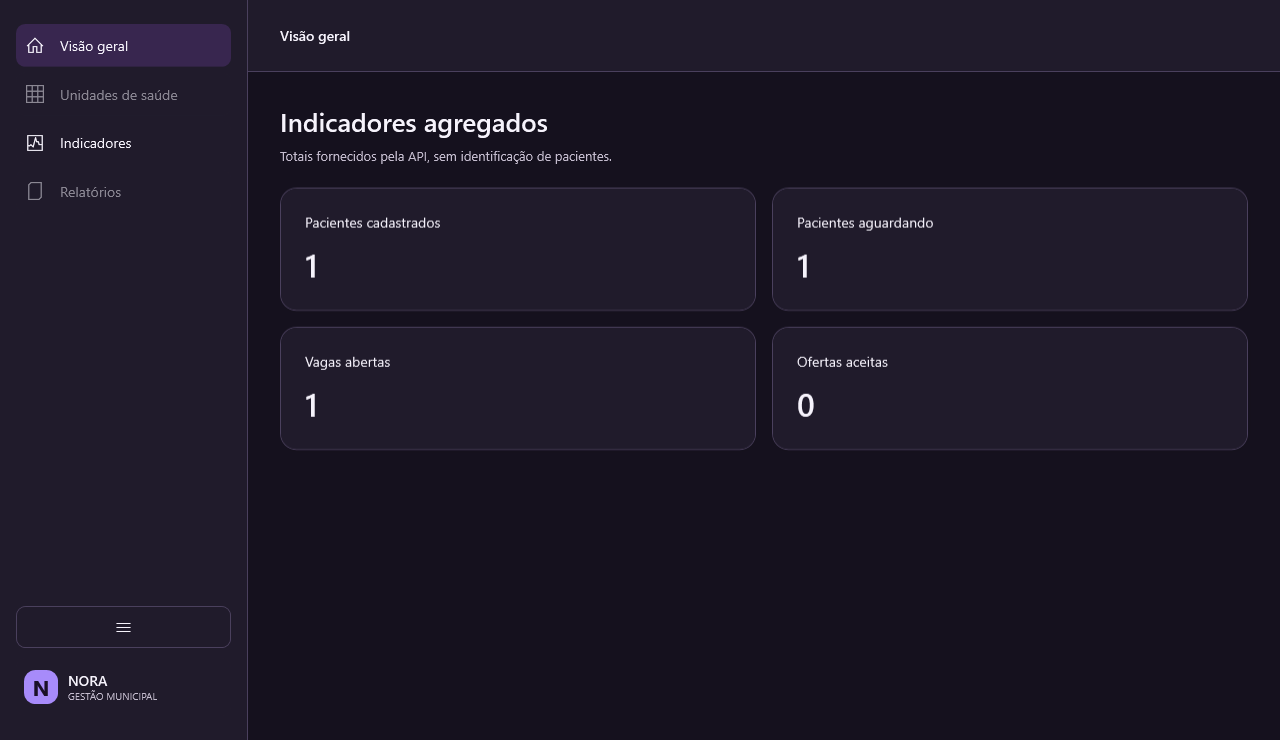 Visão geral
Unidades de saúde
Indicadores
Relatórios
N
NORA
GESTÃO MUNICIPAL
Visão geral
Indicadores agregados
Totais fornecidos pela API, sem identificação de pacientes.
Pacientes cadastrados
1
Pacientes aguardando
1
Vagas abertas
1
Ofertas aceitas
0